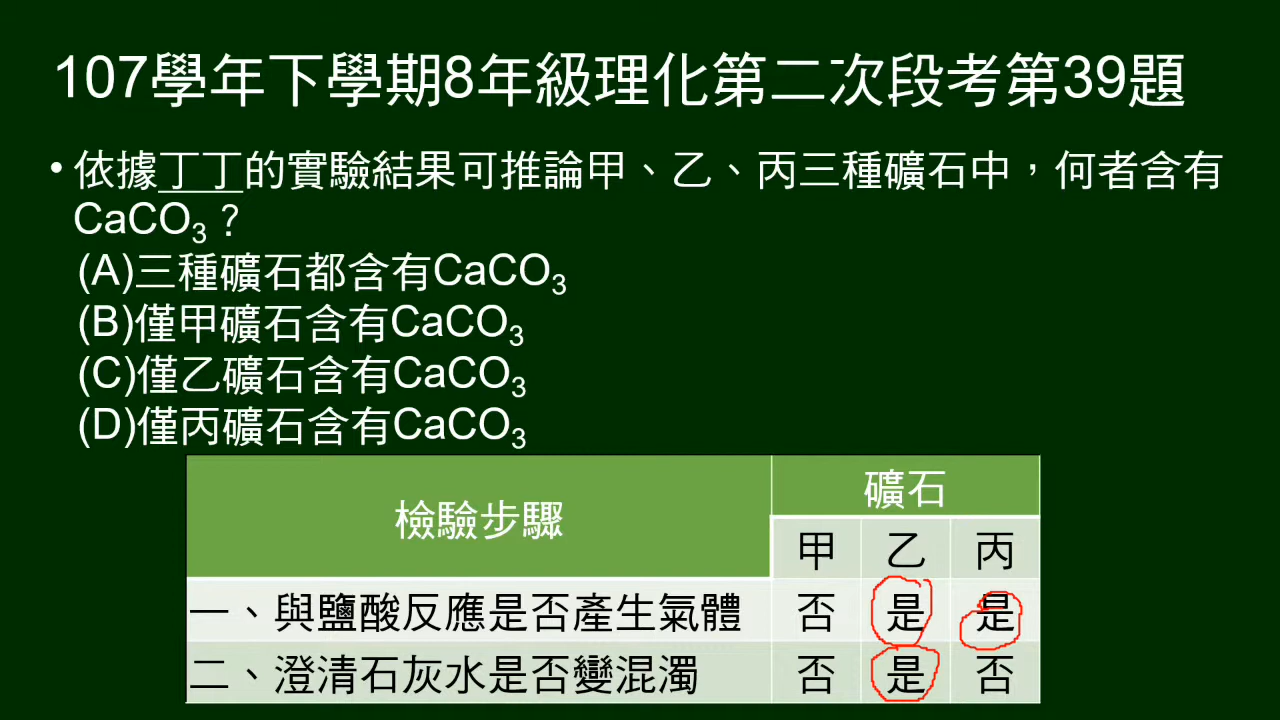 107學年下學期8年級理化第二次段考第39題
•依據丁丁的實驗結果可推論甲、乙、丙三種礦石中，何者含有
CaCO₃？
(A)三種礦石都含有CaCO₃
(B)僅甲礦石含有CaCO₃
(C)僅乙礦石含有CaCO₃
(D)僅丙礦石含有CaCO₃
檢驗步驟 礦石
甲 乙 丙
一、與鹽酸反應是否產生氣體 否 是 是
二、澄清石灰水是否變混濁 否 是 否